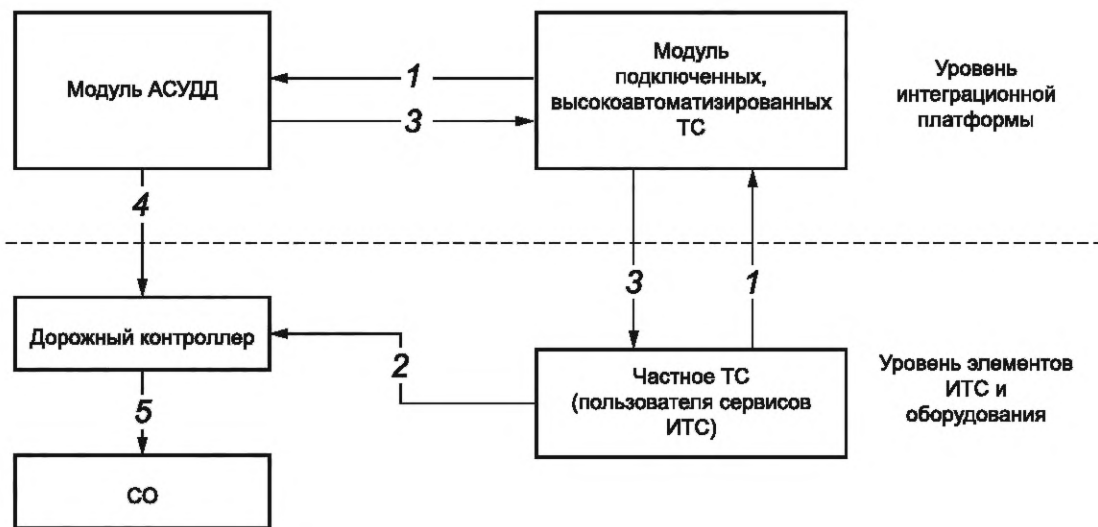 Модуль АСУДД
Модуль
подключенных,
высокоавтоматизированных
ТС
Уровень
интеграционной
платформы
1
3
4
3
1
Дорожный контроллер
2
Частное ТС
(пользователя сервисов
ИТС)
Уровень элементов
ИТС и
оборудования
5
СО